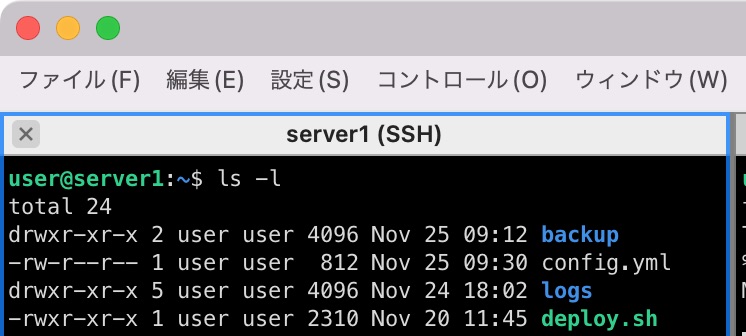 ファイル(F) 編集(E) 設定(S) コントロール(O) ウィンドウ(W)
server1 (SSH)
user@server1:~$ ls -l
total 24
drwxr-xr-x 2 user user 4096 Nov 25 09:12 backup
-rw-r--r-- 1 user user  812 Nov 25 09:30 config.yml
drwxr-xr-x 5 user user 4096 Nov 24 18:02 logs
-rwxr-xr-x 1 user user 2310 Nov 20 11:45 deploy.sh